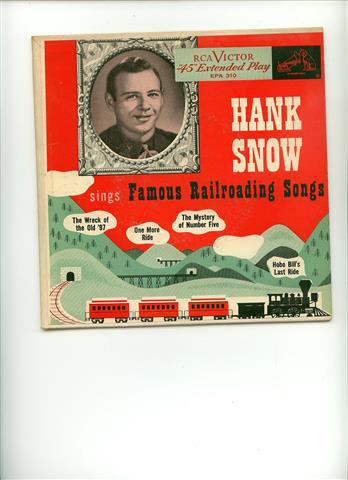 RCA VICTOR
"45" Extended Play
EPA 310
HANK
SNOW
sings Famous Railroading Songs
The Wreck of
the Old '97
One More
Ride
The Mystery
of Number Five
Hobo Bill's
Last Ride